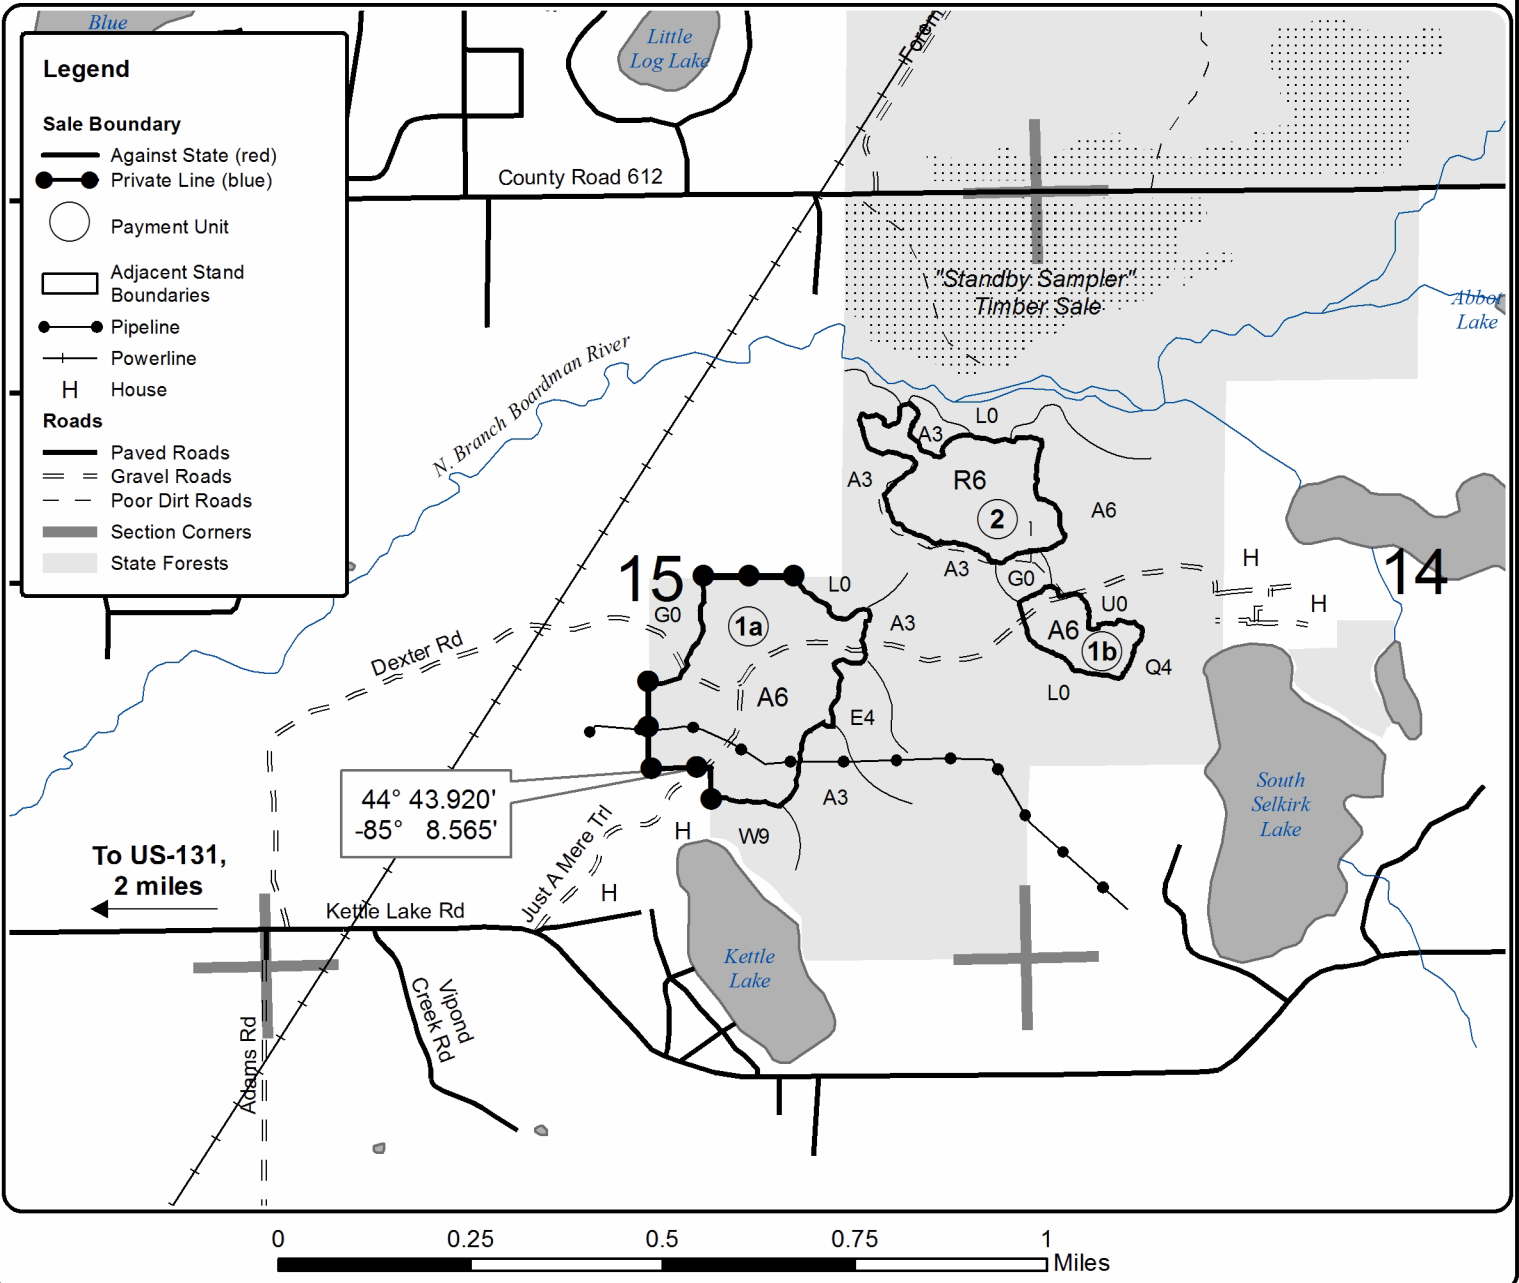 Blue
Little
Log Lake
Forem
Legend
Sale Boundary
Against State (red)
Private Line (blue)
Payment Unit
Adjacent Stand
Boundaries
Pipeline
Powerline
H House
Roads
Paved Roads
Gravel Roads
Poor Dirt Roads
Section Corners
State Forests
County Road 612
"Standby Sampler"
Timber Sale
Abbot
Lake
N. Branch Boardman River
L0
A3
A3
R6
2
A6
A3
G0
15
14
H
H
L0
G0
1a
A3
U0
A6
1b
Q4
L0
Dexter Rd
A6
E4
44° 43.920'
-85° 8.565'
A3
South
Selkirk
Lake
W9
H
Just A Mere Trl
H
To US-131,
2 miles
Kettle Lake Rd
Kettle
Lake
Vipond
Creek Rd
Adams Rd
0 0.25 0.5 0.75 1
Miles